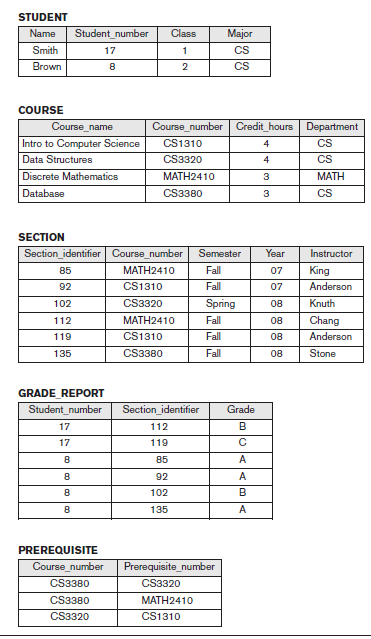 STUDENT
Name Student_number Class Major
Smith 17 1 CS
Brown 8 2 CS
COURSE
Course_name Course_number Credit_hours Department
Intro to Computer Science CS1310 4 CS
Data Structures CS3320 4 CS
Discrete Mathematics MATH2410 3 MATH
Database CS3380 3 CS
SECTION
Section_identifier Course_number Semester Year Instructor
85 MATH2410 Fall 07 King
92 CS1310 Fall 07 Anderson
102 CS3320 Spring 08 Knuth
112 MATH2410 Fall 08 Chang
119 CS1310 Fall 08 Anderson
135 CS3380 Fall 08 Stone
GRADE_REPORT
Student_number Section_identifier Grade
17 112 B
17 119 C
8 85 A
8 92 A
8 102 B
8 135 A
PREREQUISITE
Course_number Prerequisite_number
CS3380 CS3320
CS3380 MATH2410
CS3320 CS1310